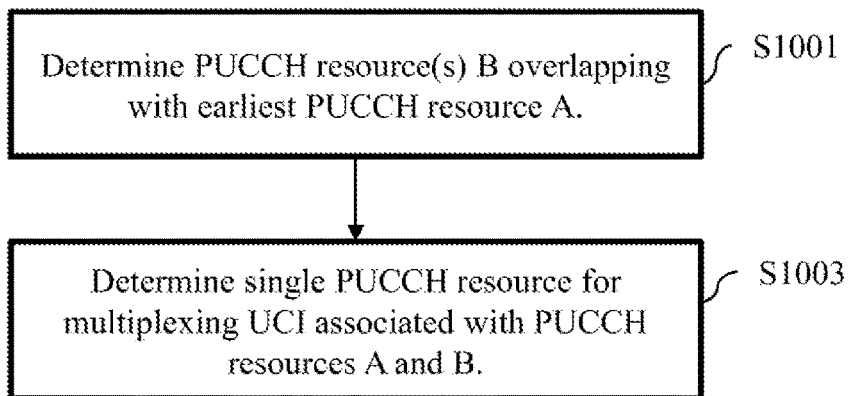 Determine PUCCH resource(s) B overlapping
with earliest PUCCH resource A.
S1001
Determine single PUCCH resource for
multiplexing UCI associated with PUCCH
resources A and B.
S1003